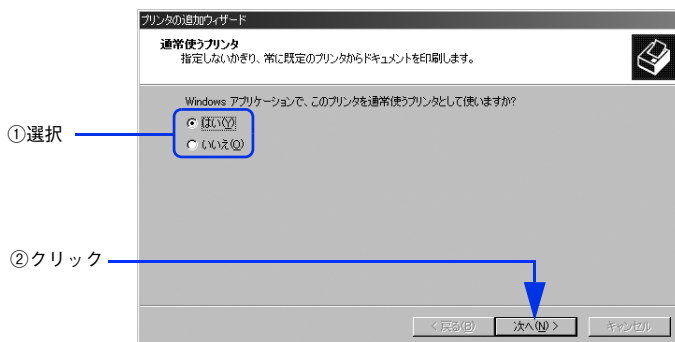 プリンタの追加ウィザード
通常使うプリンタ
指定しないかぎり、常に既定のプリンタからドキュメントを印刷します。
Windows アプリケーションで、このプリンタを通常使うプリンタとして使いますか?
はい(Y)
①選択
いいえ(O)
②クリック
< 戻る(B)
次へ(N) >
キャンセル